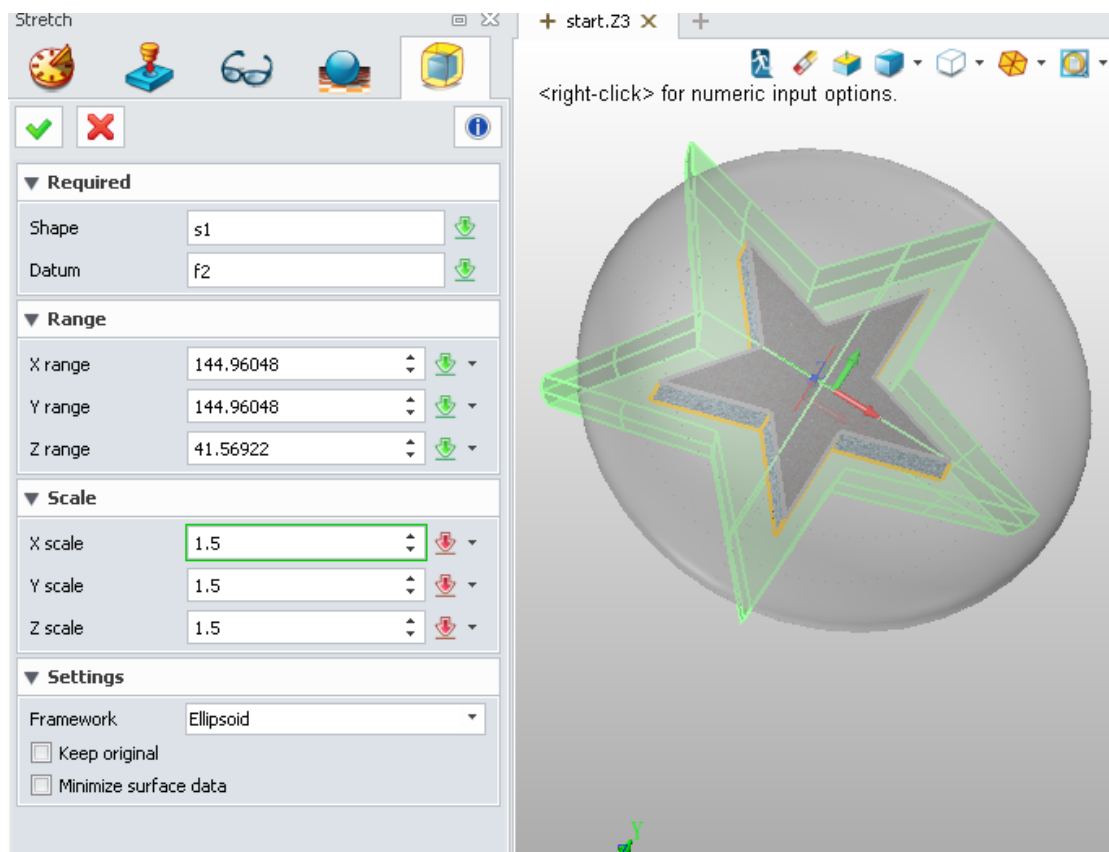 Stretch
start.Z3
<right-click> for numeric input options.
Required
Shape s1
Datum f2
Range
X range 144.96048
Y range 144.96048
Z range 41.56922
Scale
X scale 1.5
Y scale 1.5
Z scale 1.5
Settings
Framework Ellipsoid
Keep original
Minimize surface data
Z
Y